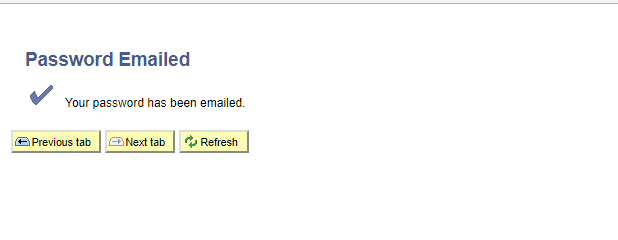 Password Emailed
Your password has been emailed.
Previous tab Next tab Refresh